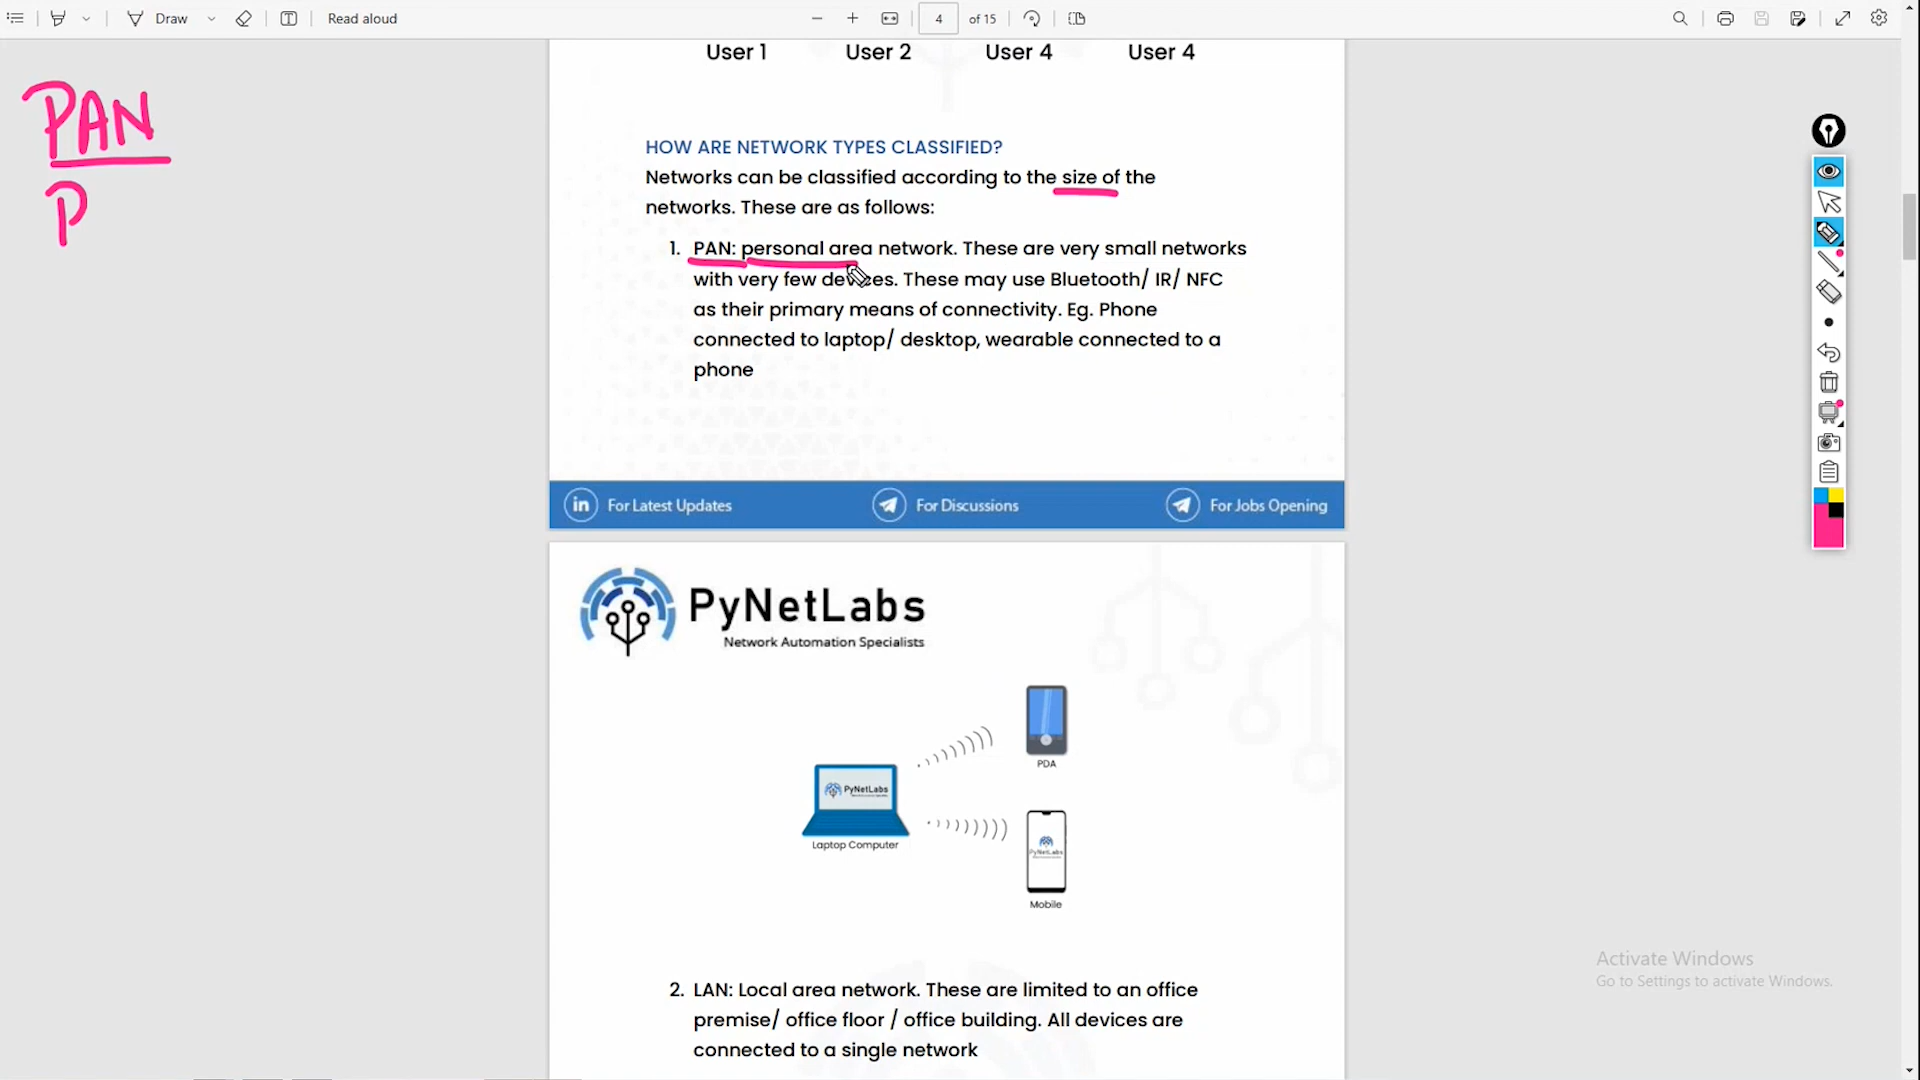 Draw
Read aloud
4
of 15
PAN
P
User 1
User 2
User 4
User 4
HOW ARE NETWORK TYPES CLASSIFIED?
Networks can be classified according to the size of the
networks. These are as follows:
1. PAN: personal area network. These are very small networks
with very few devices. These may use Bluetooth/ IR/ NFC
as their primary means of connectivity. Eg. Phone
connected to laptop/ desktop, wearable connected to a
phone
in
For Latest Updates
For Discussions
For Jobs Opening
PyNetLabs
Network Automation Specialists
PDA
PyNetLabs
Laptop Computer
PyNetLabs
Mobile
2. LAN: Local area network. These are limited to an office
premise/ office floor / office building. All devices are
connected to a single network
Activate Windows
Go to Settings to activate Windows.